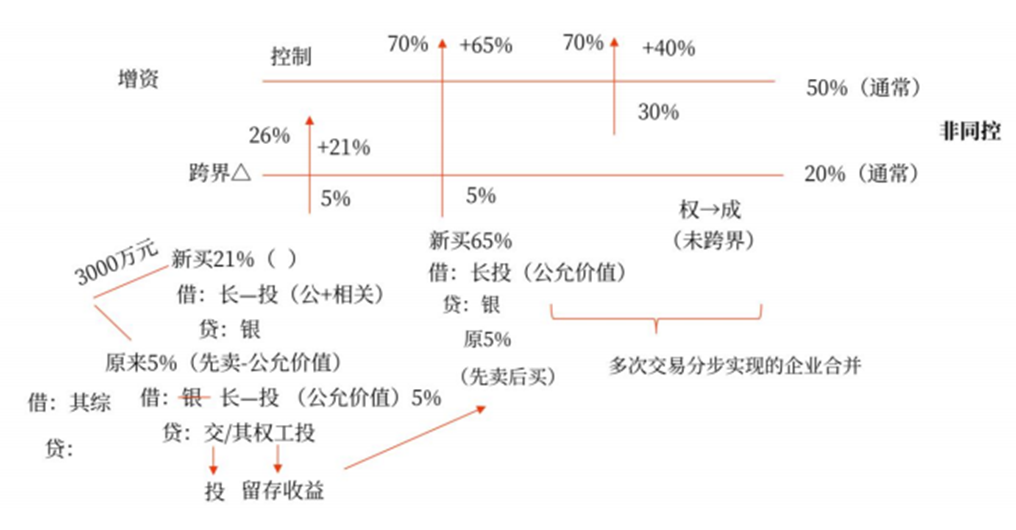 增资
控制
70%
+65%
70%
+40%
50%（通常）
26%
+21%
30%
非同控
跨界△
5%
5%
20%（通常）
权→成
（未跨界）
3000万元
新买21%（ ）
借：长—投（公+相关）
贷：银
原来5%（先卖-公允价值）
借：银 长—投 （公允价值）5%
贷：交/其权工投
投 留存收益
借：其综
贷：
新买65%
借：长投（公允价值）
贷：银
原5%
（先卖后买）
多次交易分步实现的企业合并